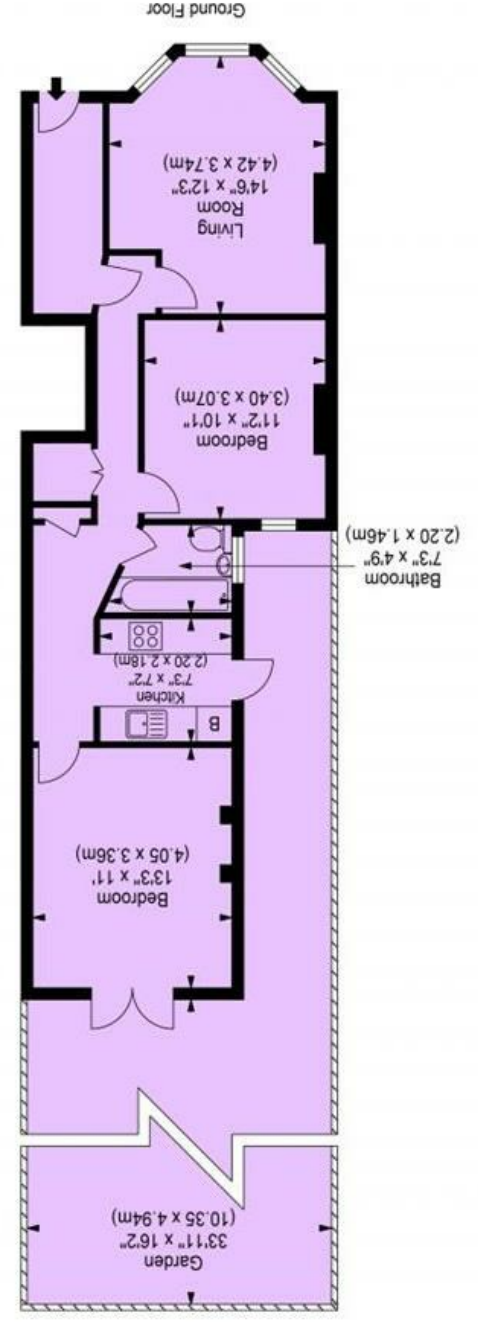 Garden
33'11" x 16'2"
(10.35 x 4.94m)
Bedroom
13'3" x 11'
(4.05 x 3.36m)
B
Kitchen
7'3" x 7'2"
(2.20 x 2.18m)
Bathroom
7'3" x 4'9"
(2.20 x 1.46m)
Bedroom
11'2" x 10'1"
(3.40 x 3.07m)
Living
Room
14'6" x 12'3"
(4.42 x 3.74m)
Ground Floor